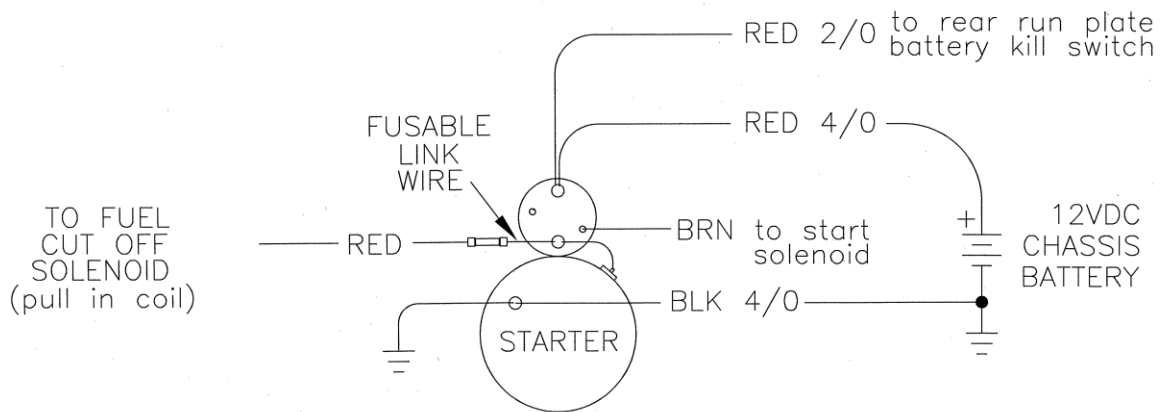 RED 2/0 to rear run plate
battery kill switch
RED 4/0
FUSABLE
LINK
WIRE
TO FUEL
CUT OFF
SOLENOID
(pull in coil)
RED
BRN to start
solenoid
+
12VDC
CHASSIS
BATTERY
BLK 4/0
STARTER